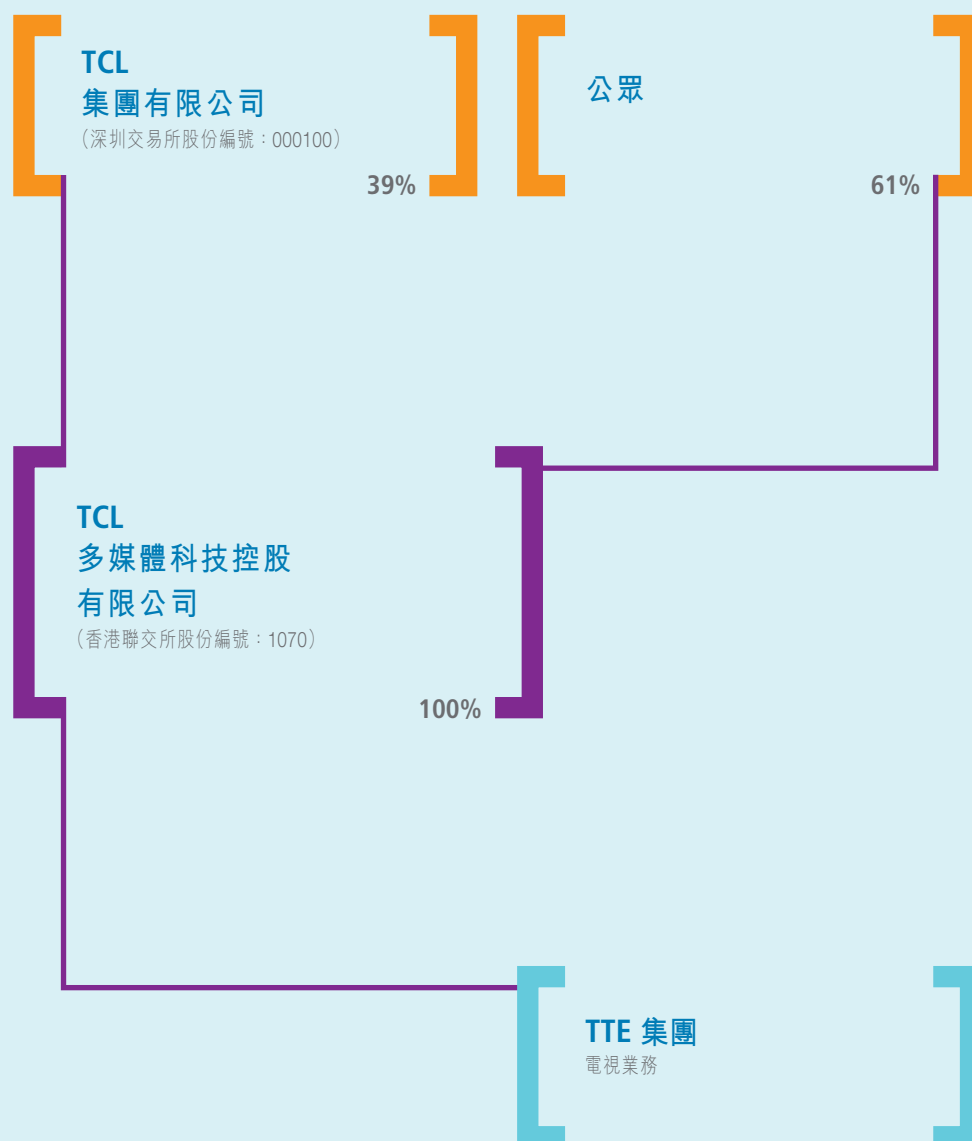 TCL
集團有限公司
(深圳交易所股份編號：000100)
39%
公眾
61%
TCL
多媒體科技控股
有限公司
(香港聯交所股份編號：1070)
100%
TTE 集團
電視業務